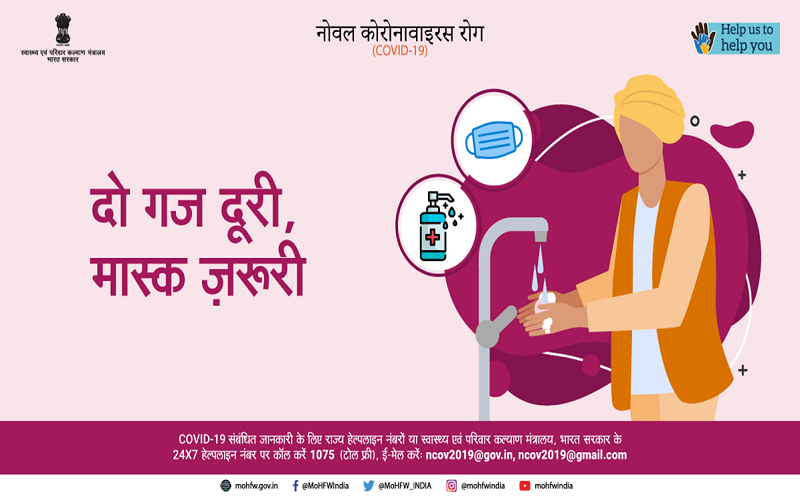 स्वास्थ्य एवं परिवार कल्याण मंत्रालय
भारत सरकार
नोवल कोरोनावाइरस रोग
(COVID-19)
Help us to
help you
दो गज दूरी,
मास्क ज़रूरी
COVID-19 संबंधित जानकारी के लिए राज्य हेल्पलाइन नंबरों या स्वास्थ्य एवं परिवार कल्याण मंत्रालय, भारत सरकार के
24X7 हेल्पलाइन नंबर पर कॉल करें 1075 (टोल फ्री), ई-मेल करें: ncov2019@gov.in, ncov2019@gmail.com
mohfw.gov.in @MoHFWIndia @MoHFW_INDIA @mohfwindia mohfwindia